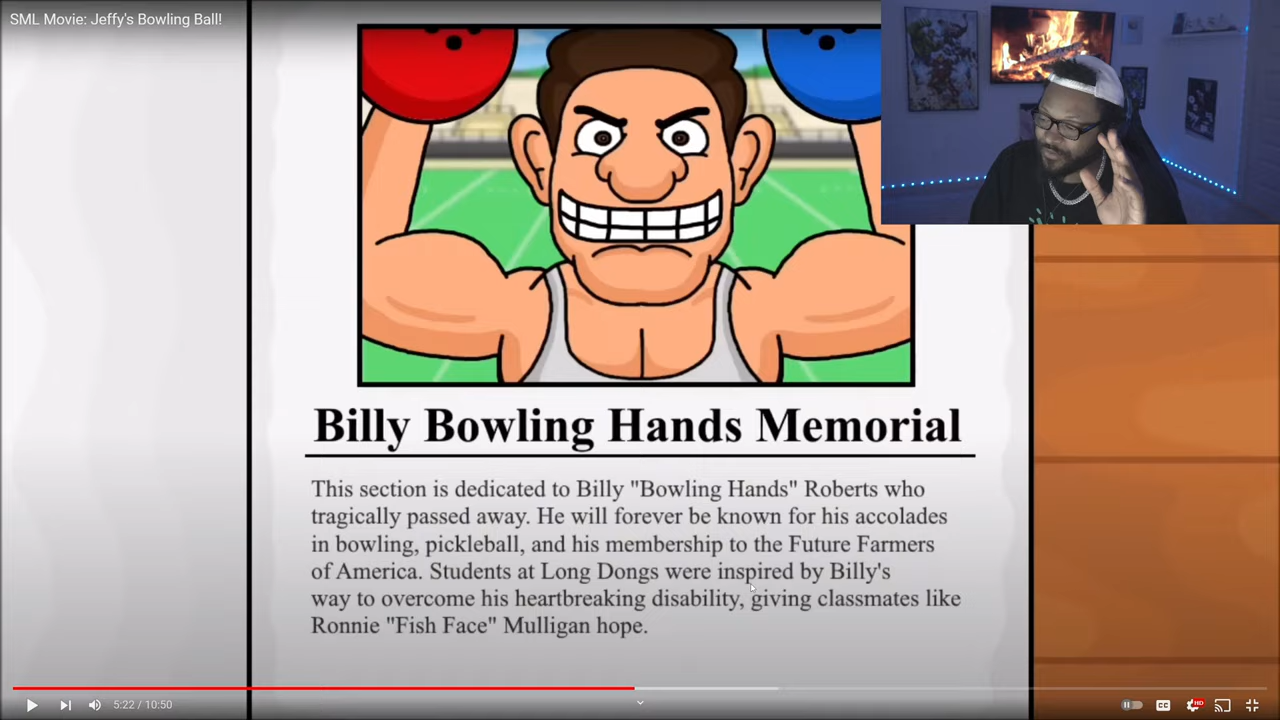 SML Movie: Jeffy's Bowling Ball!
Billy Bowling Hands Memorial
This section is dedicated to Billy "Bowling Hands" Roberts who
tragically passed away. He will forever be known for his accolades
in bowling, pickleball, and his membership to the Future Farmers
of America. Students at Long Dongs were inspired by Billy's
way to overcome his heartbreaking disability, giving classmates like
Ronnie "Fish Face" Mulligan hope.
5:22 / 10:50
CC
HD